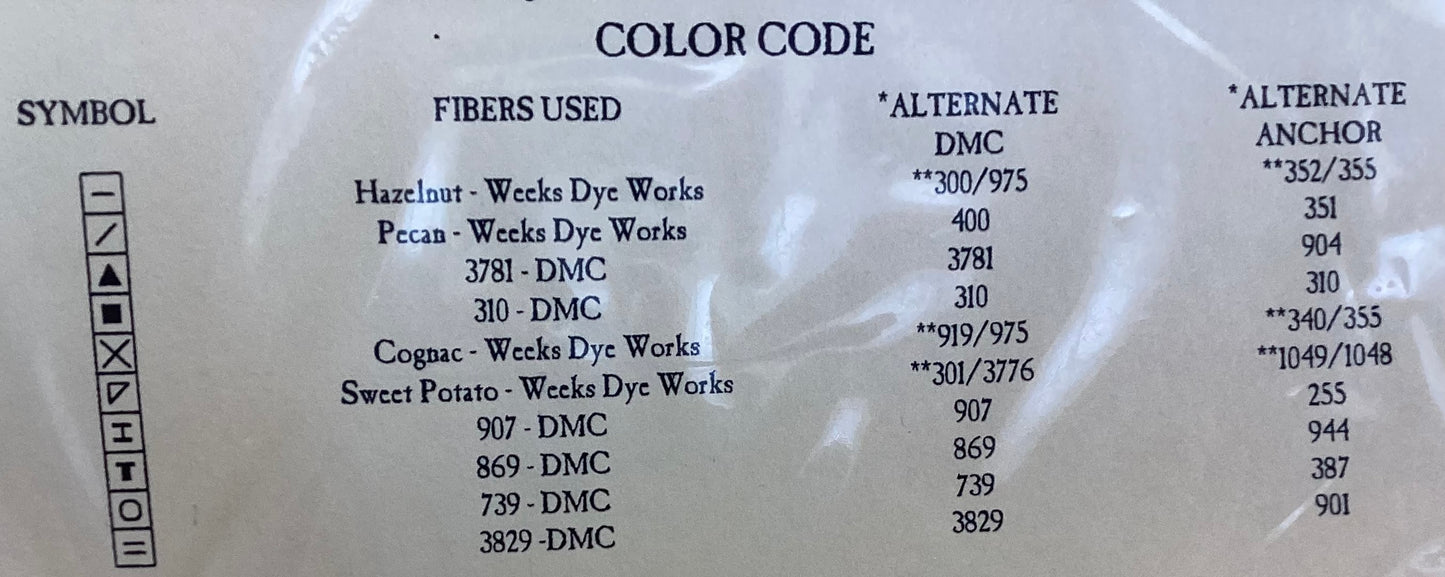 COLOR CODE
SYMBOL FIBERS USED *ALTERNATE DMC *ALTERNATE ANCHOR
Hazelnut - Weeks Dye Works **300/975 **352/355
Pecan - Weeks Dye Works 400 351
3781 - DMC 3781 904
310 - DMC 310 310
Cognac - Weeks Dye Works **919/975 **340/355
Sweet Potato - Weeks Dye Works **301/3776 **1049/1048
907 - DMC 907 255
869 - DMC 869 944
739 - DMC 739 387
3829 -DMC 3829 901